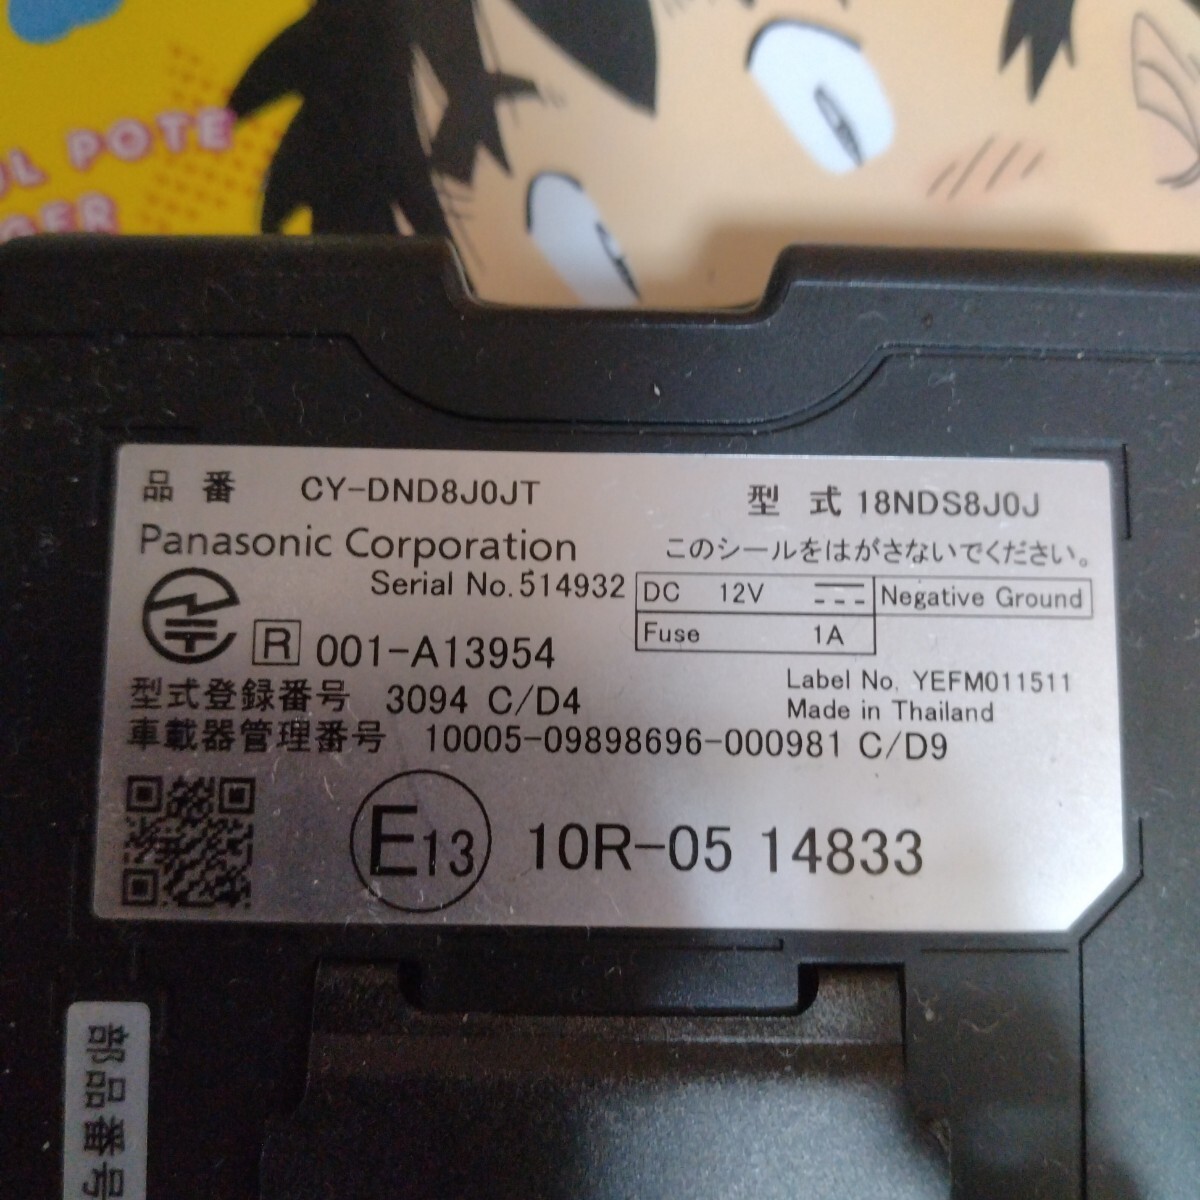 POTE
品 番 CY-DND8J0JT
型 式 18NDS8J0J
Panasonic Corporation
このシールをはがさないでください。
Serial No. 514932
DC 12V
Negative Ground
Fuse 1A
R 001-A13954
Label No. YEFM011511
型式登録番号 3094 C/D4
Made in Thailand
車載器管理番号 10005-09898696-000981 C/D9
E13 10R-05 14833
部品番号